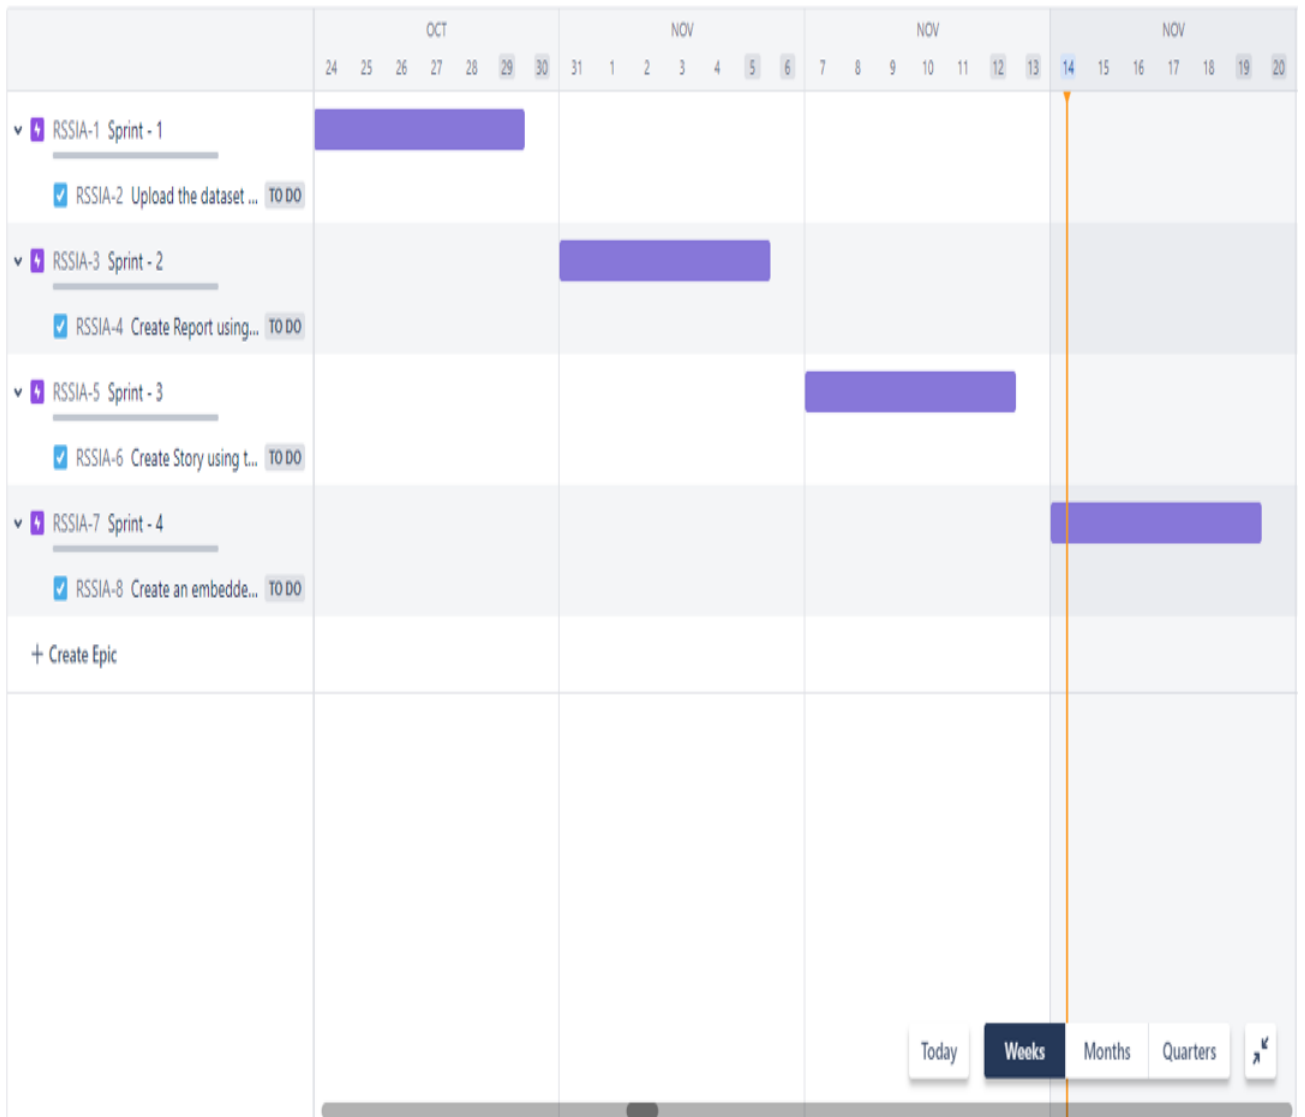 OCT NOV NOV NOV
24 25 26 27 28 29 30 31 1 2 3 4 5 6 7 8 9 10 11 12 13 14 15 16 17 18 19 20
RSSIA-1 Sprint - 1
RSSIA-2 Upload the dataset ... TO DO
RSSIA-3 Sprint - 2
RSSIA-4 Create Report using... TO DO
RSSIA-5 Sprint - 3
RSSIA-6 Create Story using t... TO DO
RSSIA-7 Sprint - 4
RSSIA-8 Create an embedde... TO DO
+ Create Epic
Today Weeks Months Quarters